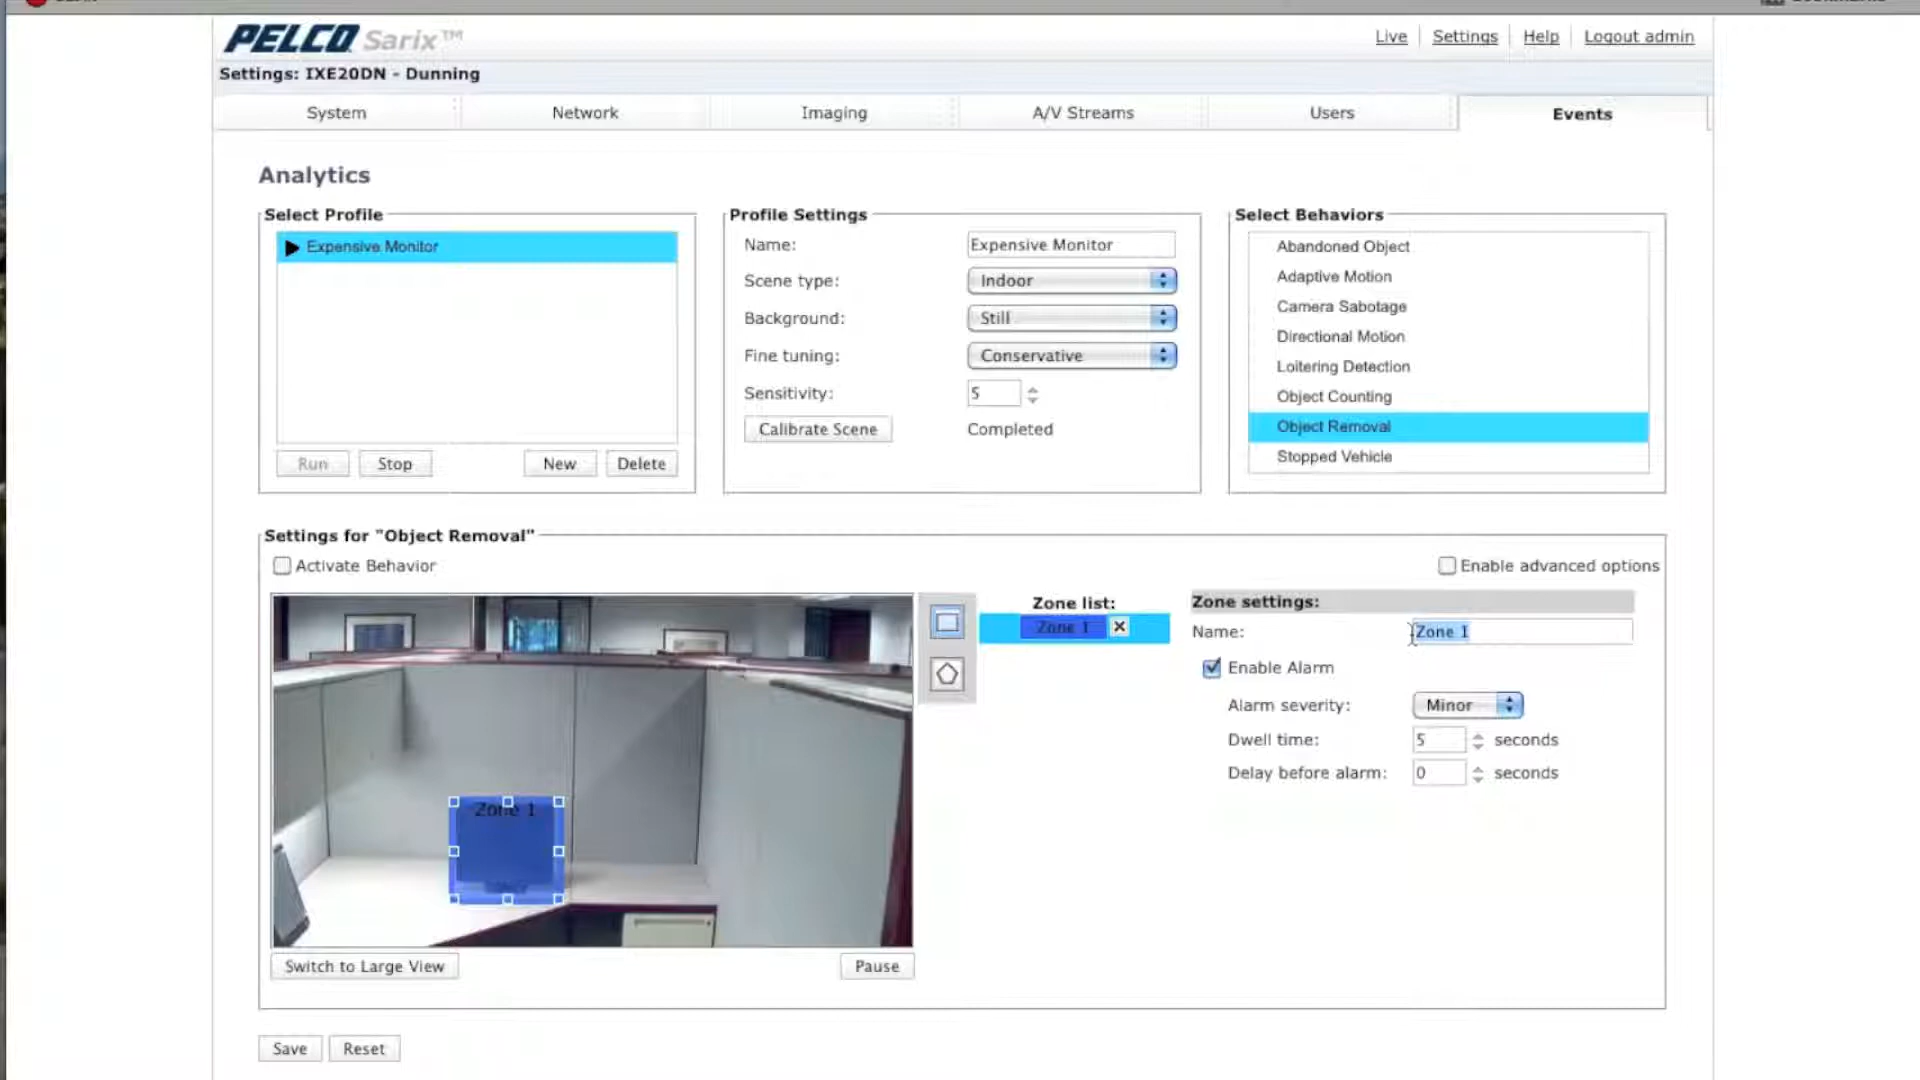 PELCO Sarix™
Live Settings Help Logout admin
Settings: IXE20DN - Dunning
System Network Imaging A/V Streams Users Events
Analytics
Select Profile
Expensive Monitor
Run Stop New Delete
Profile Settings
Name: Expensive Monitor
Scene type: Indoor
Background: Still
Fine tuning: Conservative
Sensitivity: 5
Calibrate Scene Completed
Select Behaviors
Abandoned Object
Adaptive Motion
Camera Sabotage
Directional Motion
Loitering Detection
Object Counting
Object Removal
Stopped Vehicle
Settings for "Object Removal"
Activate Behavior
Enable advanced options
Zone 1
Switch to Large View Pause
Zone list:
Zone 1
Zone settings:
Name: Zone 1
Enable Alarm
Alarm severity: Minor
Dwell time: 5 seconds
Delay before alarm: 0 seconds
Save Reset